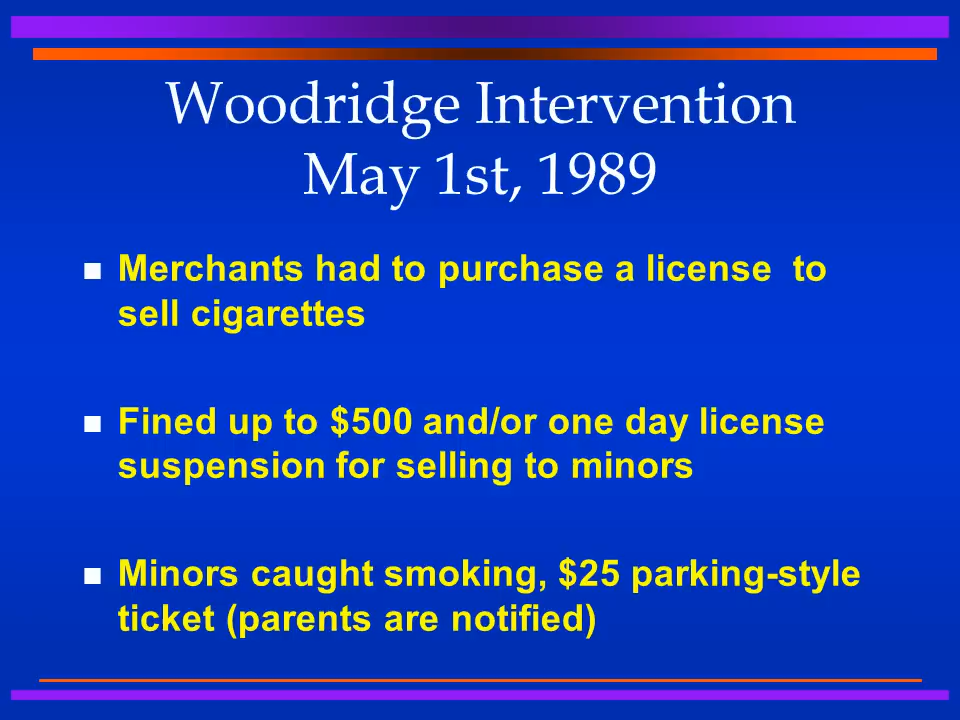 Woodridge Intervention
May 1st, 1989
Merchants had to purchase a license  to
sell cigarettes
Fined up to $500 and/or one day license
suspension for selling to minors
Minors caught smoking, $25 parking-style
ticket (parents are notified)